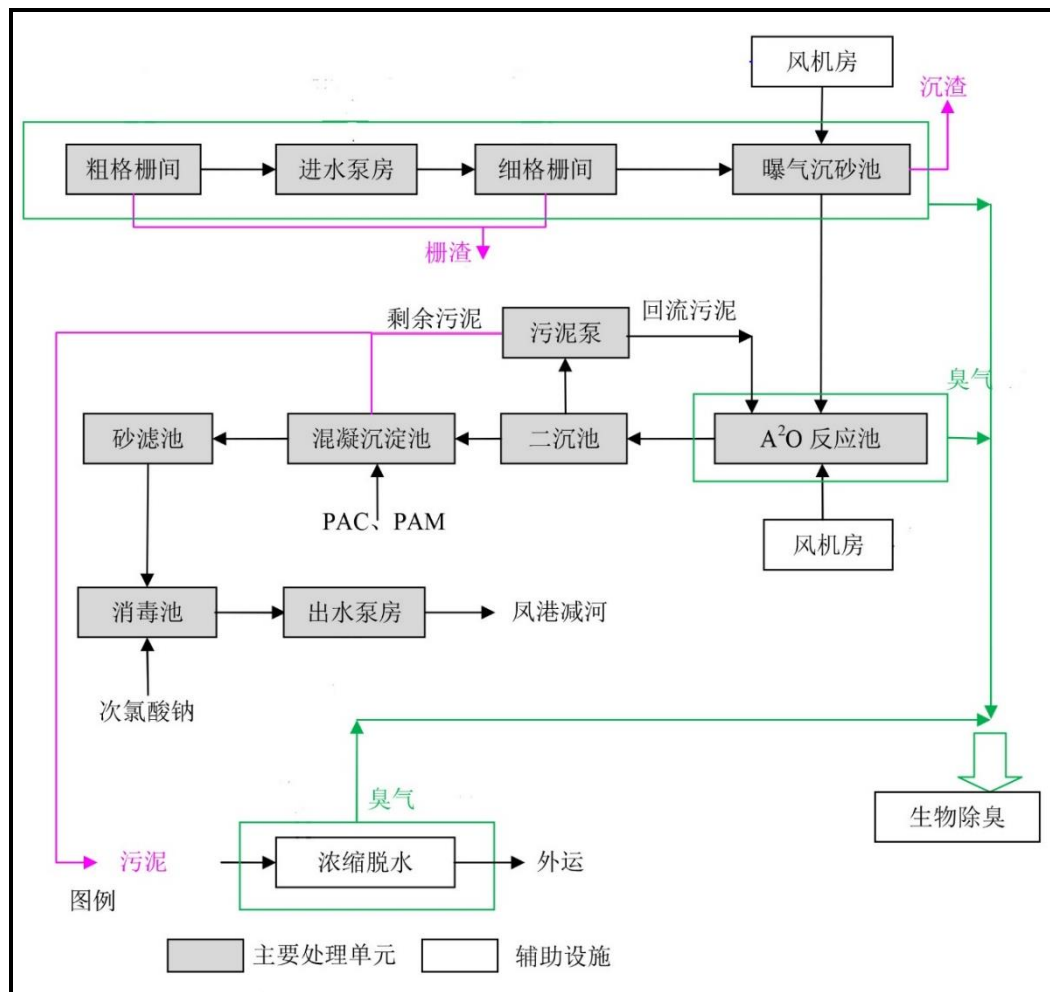 风机房
沉渣
粗格栅间
进水泵房
细格栅间
曝气沉砂池
栅渣
剩余污泥
污泥泵
回流污泥
臭气
砂滤池
混凝沉淀池
二沉池
A²O 反应池
PAC、PAM
风机房
消毒池
出水泵房
凤港减河
次氯酸钠
臭气
生物除臭
污泥
浓缩脱水
外运
图例
主要处理单元
辅助设施